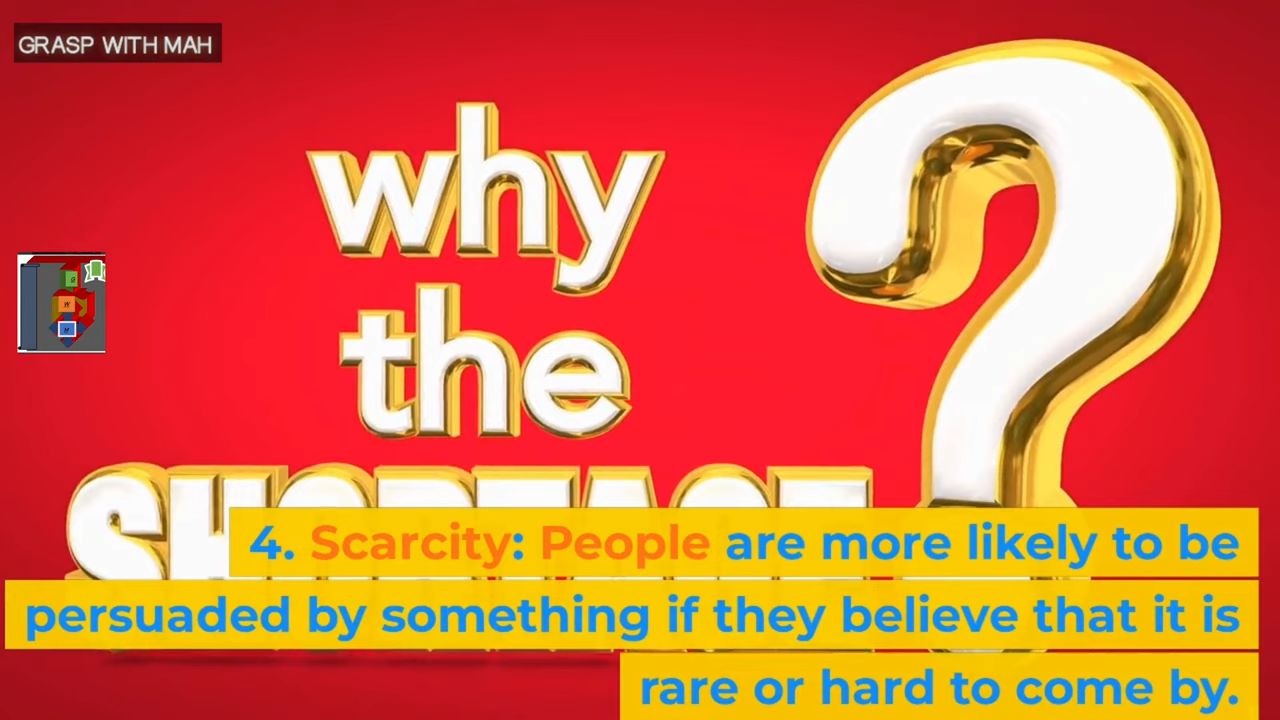 GRASP WITH MAH
why
the
SHORTAGE
4. Scarcity: People are more likely to be
persuaded by something if they believe that it is
rare or hard to come by.